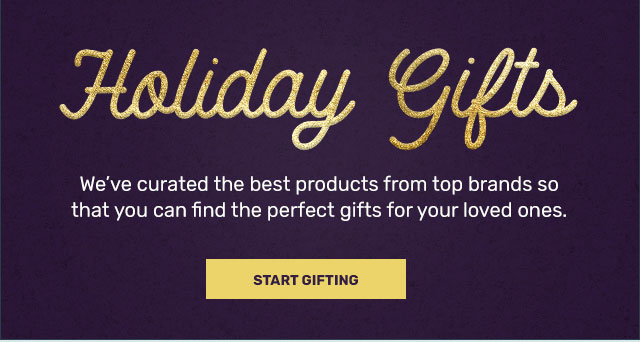 Holiday Gifts
We’ve curated the best products from top brands so
that you can find the perfect gifts for your loved ones.
START GIFTING